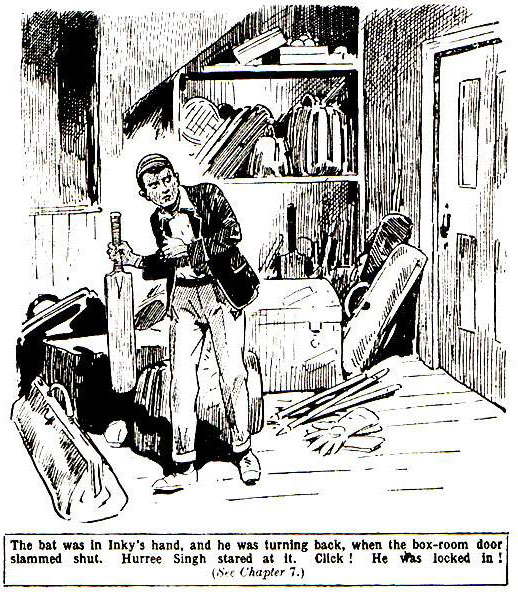 The bat was in Inky's hand, and he was turning back, when the box-room door
slammed shut. Hurree Singh stared at it. Click! He was locked in!
(See Chapter 7.)